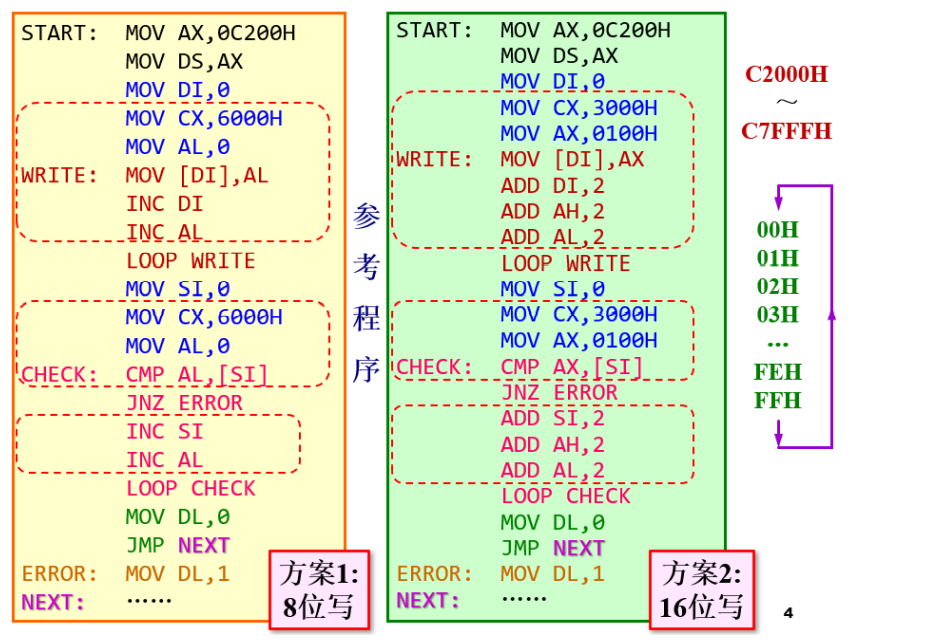 START: MOV AX,0C200H
MOV DS,AX
MOV DI,0
MOV CX,6000H
MOV AL,0
WRITE: MOV [DI],AL
INC DI
INC AL
LOOP WRITE
MOV SI,0
MOV CX,6000H
MOV AL,0
CHECK: CMP AL,[SI]
JNZ ERROR
INC SI
INC AL
LOOP CHECK
MOV DL,0
JMP NEXT
ERROR: MOV DL,1
NEXT: ……
方案1:
8位写
参考程序
START: MOV AX,0C200H
MOV DS,AX
MOV DI,0
MOV CX,3000H
MOV AX,0100H
WRITE: MOV [DI],AX
ADD DI,2
ADD AH,2
ADD AL,2
LOOP WRITE
MOV SI,0
MOV CX,3000H
MOV AX,0100H
CHECK: CMP AX,[SI]
JNZ ERROR
ADD SI,2
ADD AH,2
ADD AL,2
LOOP CHECK
MOV DL,0
JMP NEXT
ERROR: MOV DL,1
NEXT: ……
方案2:
16位写
C2000H
~
C7FFFH
00H
01H
02H
03H
…
FEH
FFH
4